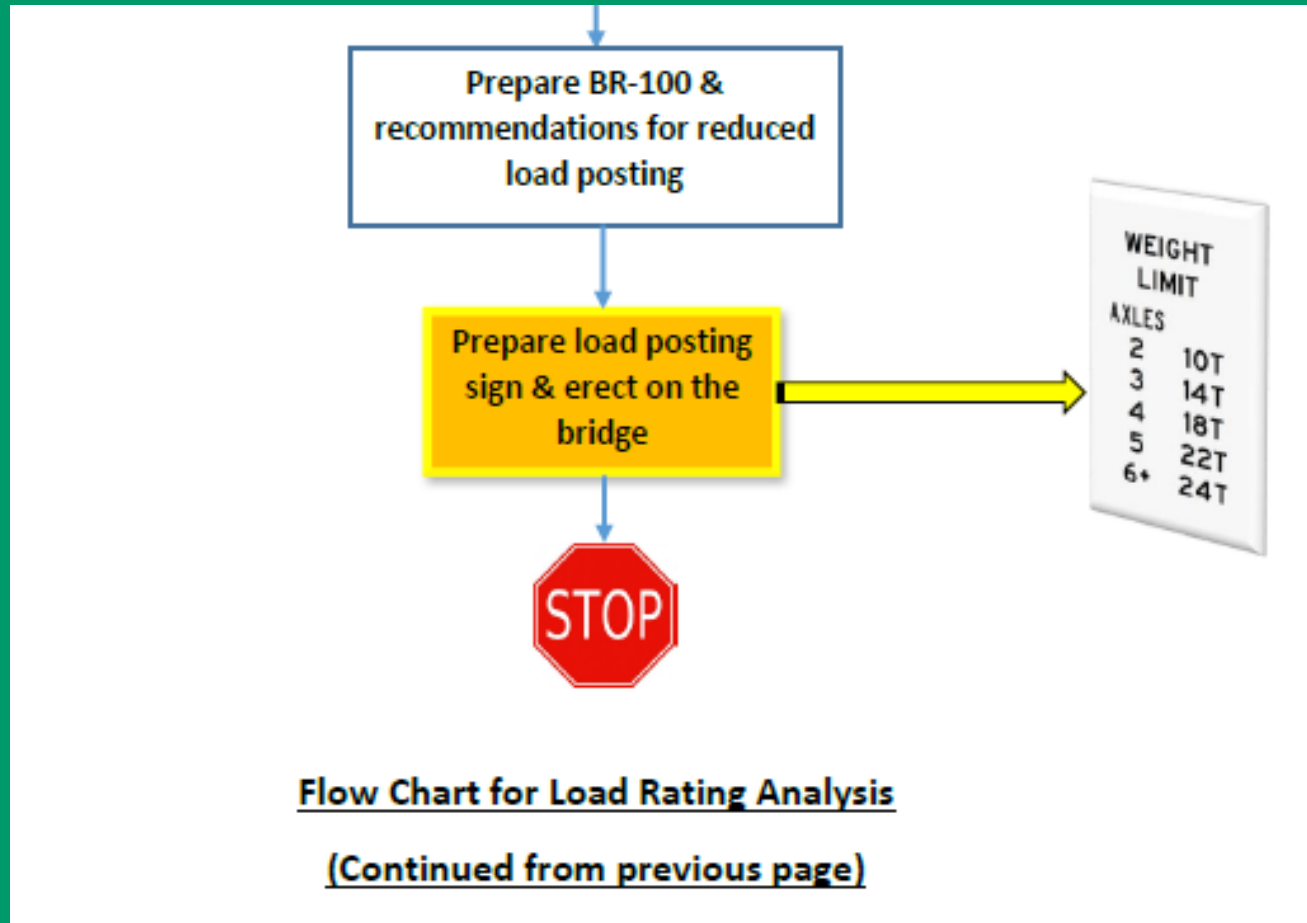 Prepare BR-100 &
recommendations for reduced
load posting
Prepare load posting
sign & erect on the
bridge
WEIGHT
LIMIT
AXLES
2 10T
3 14T
4 18T
5 22T
6+ 24T
STOP
Flow Chart for Load Rating Analysis
(Continued from previous page)